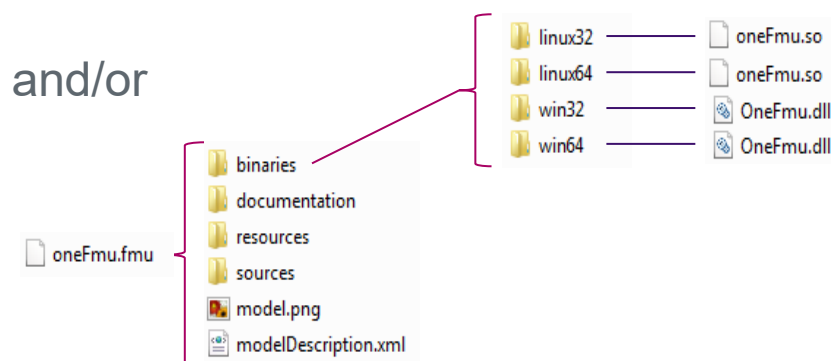 and/or
linux32
oneFmu.so
linux64
oneFmu.so
win32
OneFmu.dll
win64
OneFmu.dll
oneFmu.fmu
binaries
documentation
resources
sources
model.png
modelDescription.xml